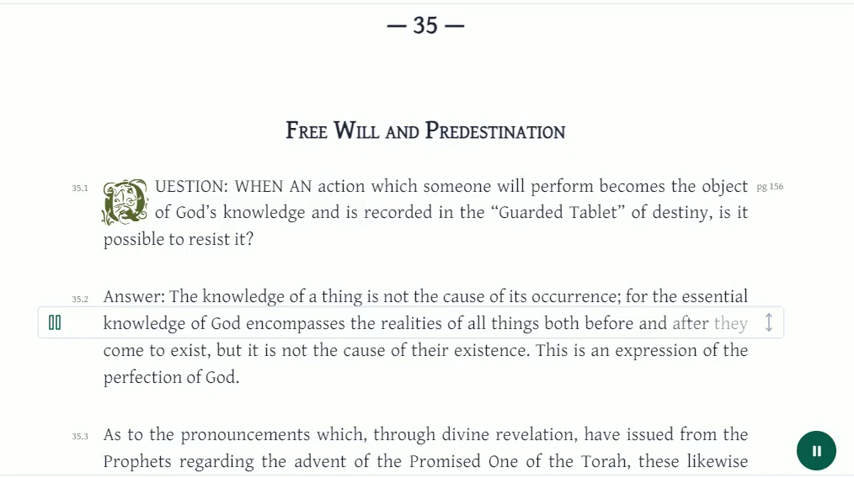 — 35 —
FREE WILL AND PREDESTINATION
35.1 QUESTION: WHEN AN action which someone will perform becomes the object pg 156
of God’s knowledge and is recorded in the “Guarded Tablet” of destiny, is it
possible to resist it?
35.2 Answer: The knowledge of a thing is not the cause of its occurrence; for the essential
knowledge of God encompasses the realities of all things both before and after they
come to exist, but it is not the cause of their existence. This is an expression of the
perfection of God.
35.3 As to the pronouncements which, through divine revelation, have issued from the
Prophets regarding the advent of the Promised One of the Torah, these likewise